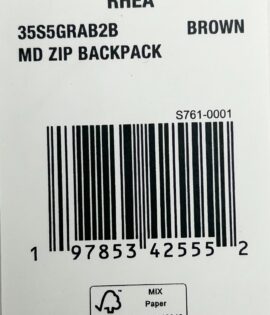 RHEA
35S5GRAB2B BROWN
MD ZIP BACKPACK
S761-0001
1 97853 42555 2
MIX
Paper